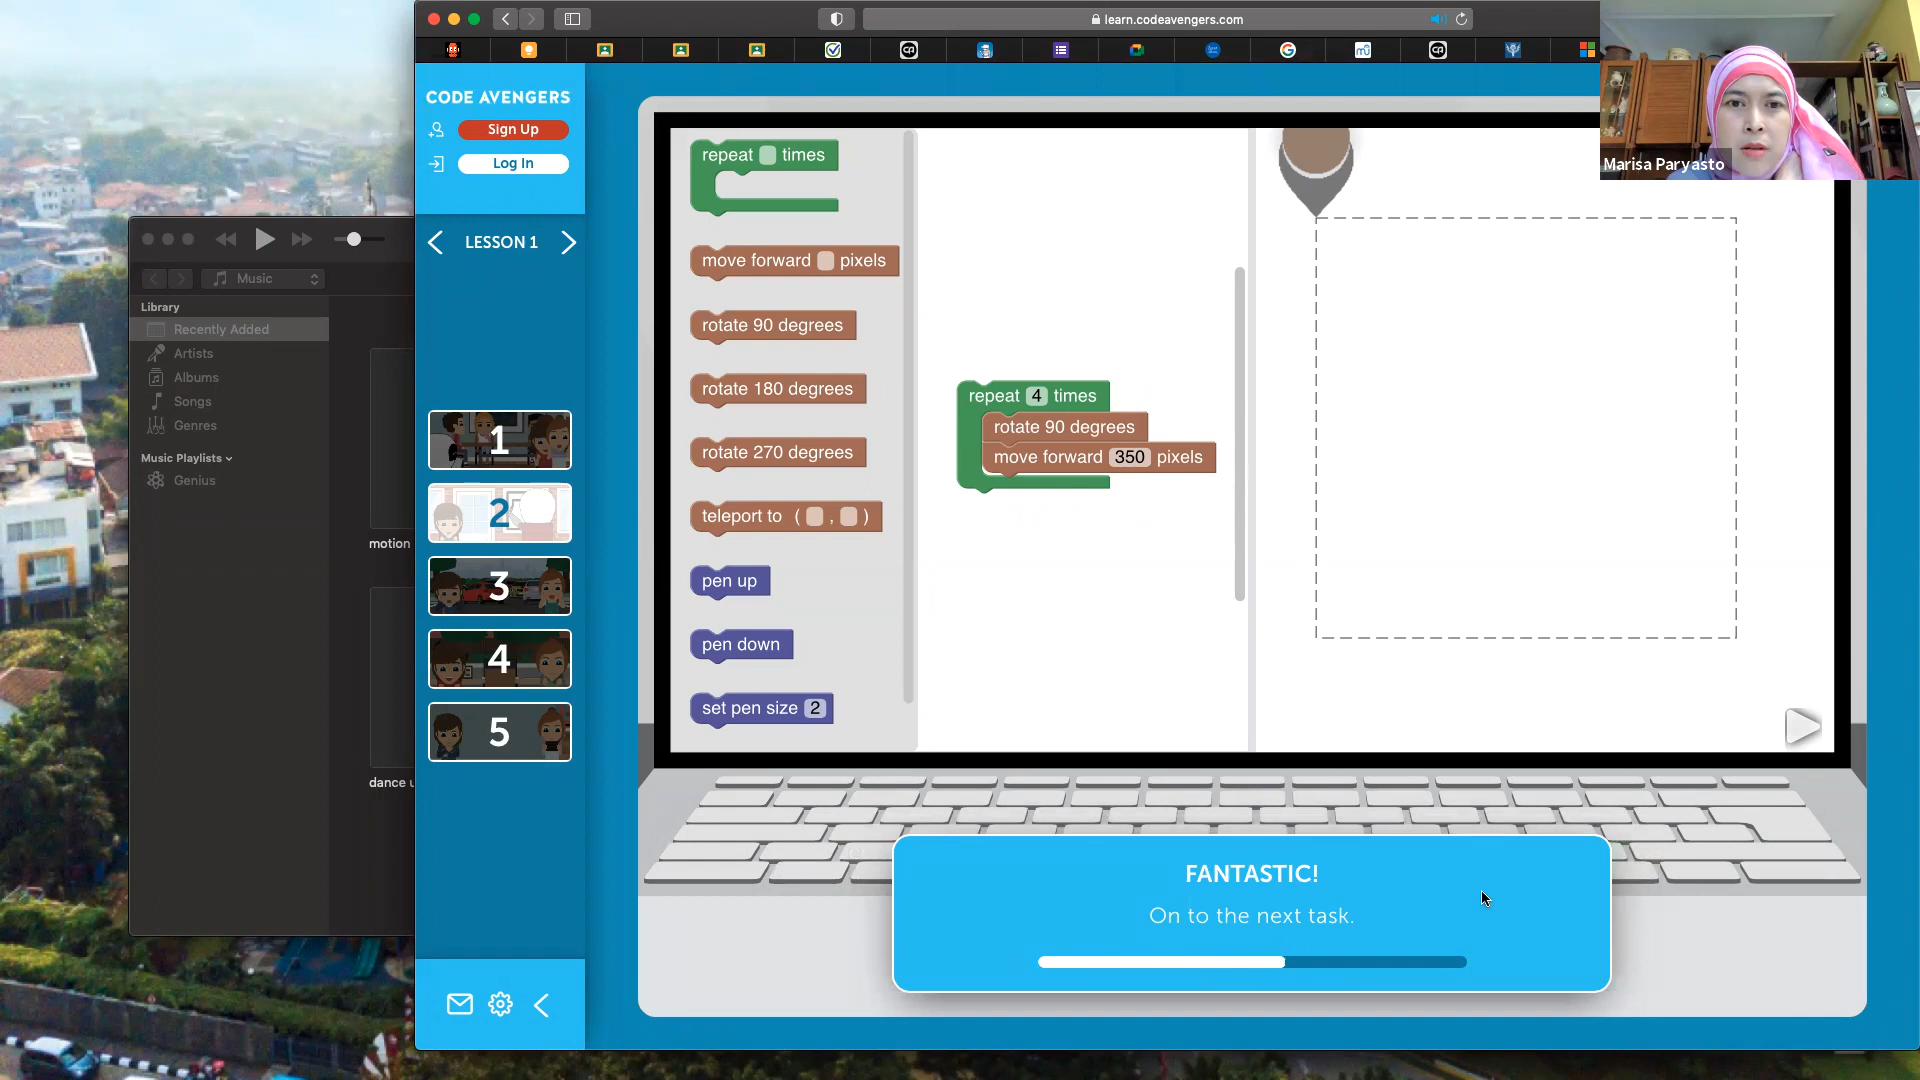 learn.codeavengers.com
CODE AVENGERS
Sign Up
Log In
LESSON 1
1
2
3
4
5
Music
Library
Recently Added
Artists
Albums
Songs
Genres
Music Playlists
Genius
motion
dance u
repeat times
move forward pixels
rotate 90 degrees
rotate 180 degrees
rotate 270 degrees
teleport to ( , )
pen up
pen down
set pen size 2
repeat 4 times
rotate 90 degrees
move forward 350 pixels
Marisa Paryasto
FANTASTIC!
On to the next task.